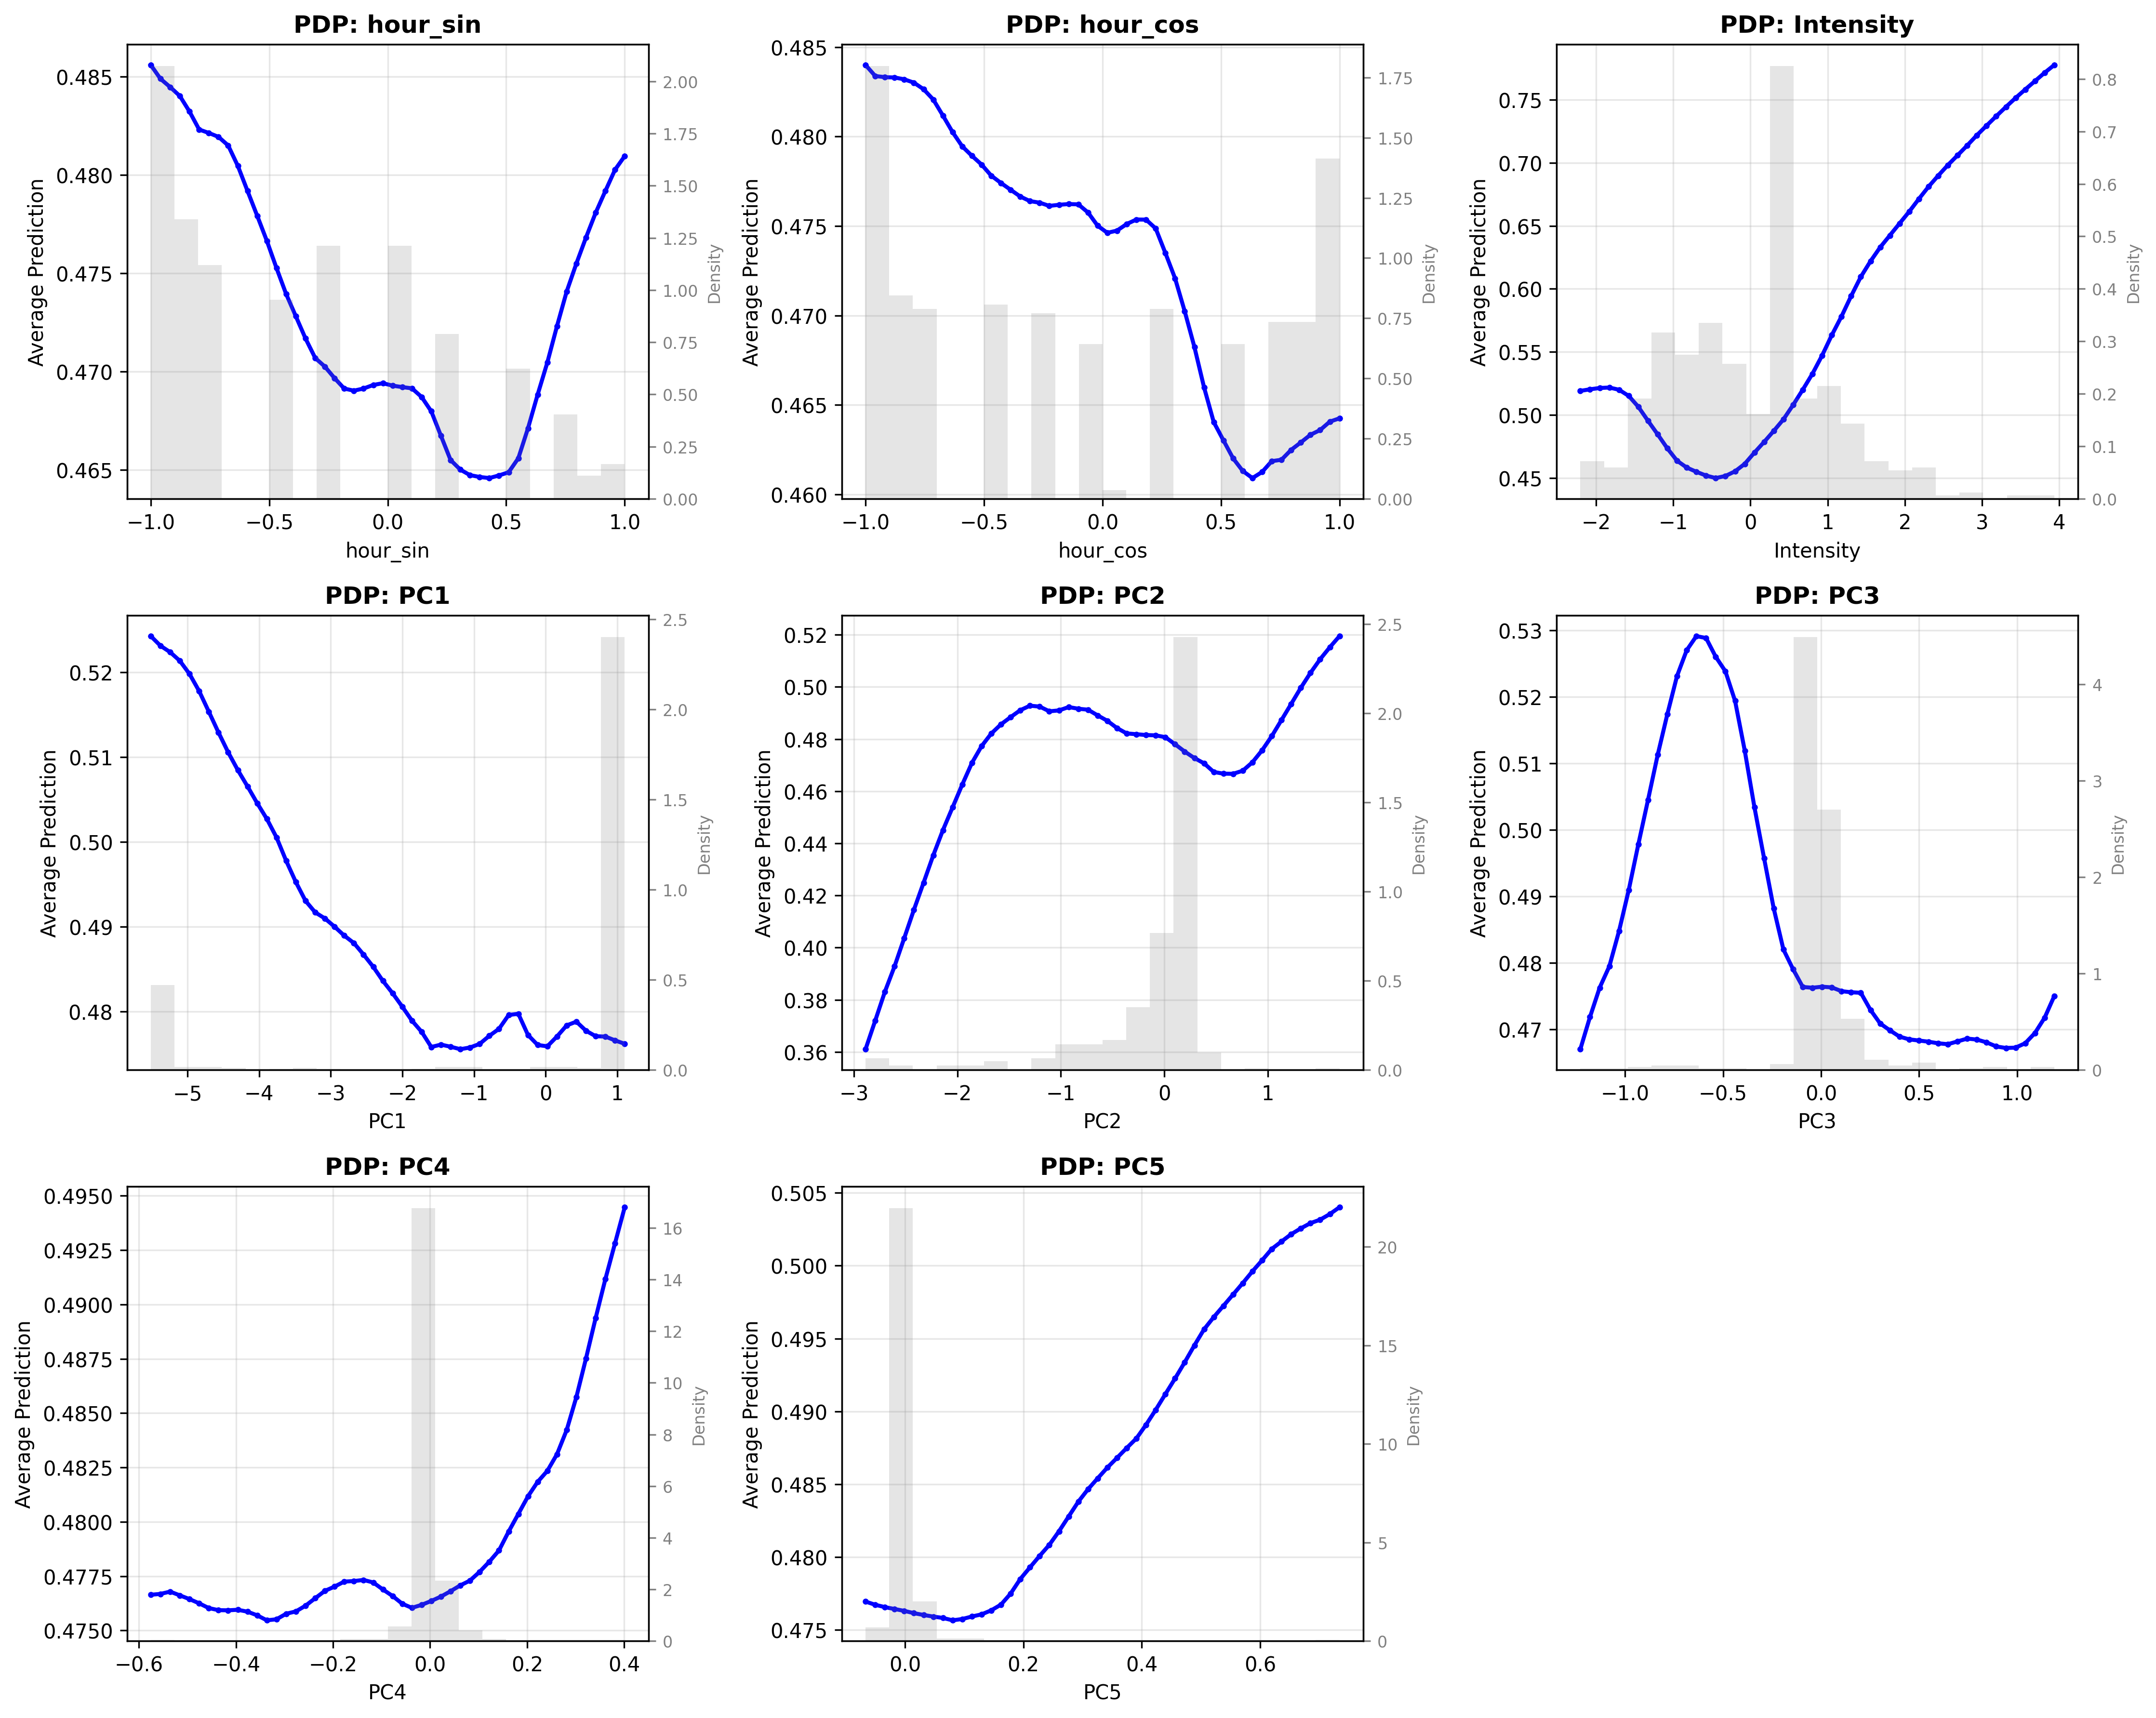 PDP: hour_sin
0.485
0.480
0.475
0.470
0.465
Average Prediction
2.00
1.75
1.50
1.25
1.00
0.75
0.50
0.25
0.00
Density
−1.0 −0.5 0.0 0.5 1.0
hour_sin
PDP: hour_cos
0.485
0.480
0.475
0.470
0.465
0.460
Average Prediction
1.75
1.50
1.25
1.00
0.75
0.50
0.25
0.00
Density
−1.0 −0.5 0.0 0.5 1.0
hour_cos
PDP: Intensity
0.75
0.70
0.65
0.60
0.55
0.50
0.45
Average Prediction
0.8
0.7
0.6
0.5
0.4
0.3
0.2
0.1
0.0
Density
−2 −1 0 1 2 3 4
Intensity
PDP: PC1
0.52
0.51
0.50
0.49
0.48
Average Prediction
2.5
2.0
1.5
1.0
0.5
0.0
Density
−5 −4 −3 −2 −1 0 1
PC1
PDP: PC2
0.52
0.50
0.48
0.46
0.44
0.42
0.40
0.38
0.36
Average Prediction
2.5
2.0
1.5
1.0
0.5
0.0
Density
−3 −2 −1 0 1
PC2
PDP: PC3
0.53
0.52
0.51
0.50
0.49
0.48
0.47
Average Prediction
4
3
2
1
0
Density
−1.0 −0.5 0.0 0.5 1.0
PC3
PDP: PC4
0.4950
0.4925
0.4900
0.4875
0.4850
0.4825
0.4800
0.4775
0.4750
Average Prediction
16
14
12
10
8
6
4
2
0
Density
−0.6 −0.4 −0.2 0.0 0.2 0.4
PC4
PDP: PC5
0.505
0.500
0.495
0.490
0.485
0.480
0.475
Average Prediction
20
15
10
5
0
Density
0.0 0.2 0.4 0.6
PC5